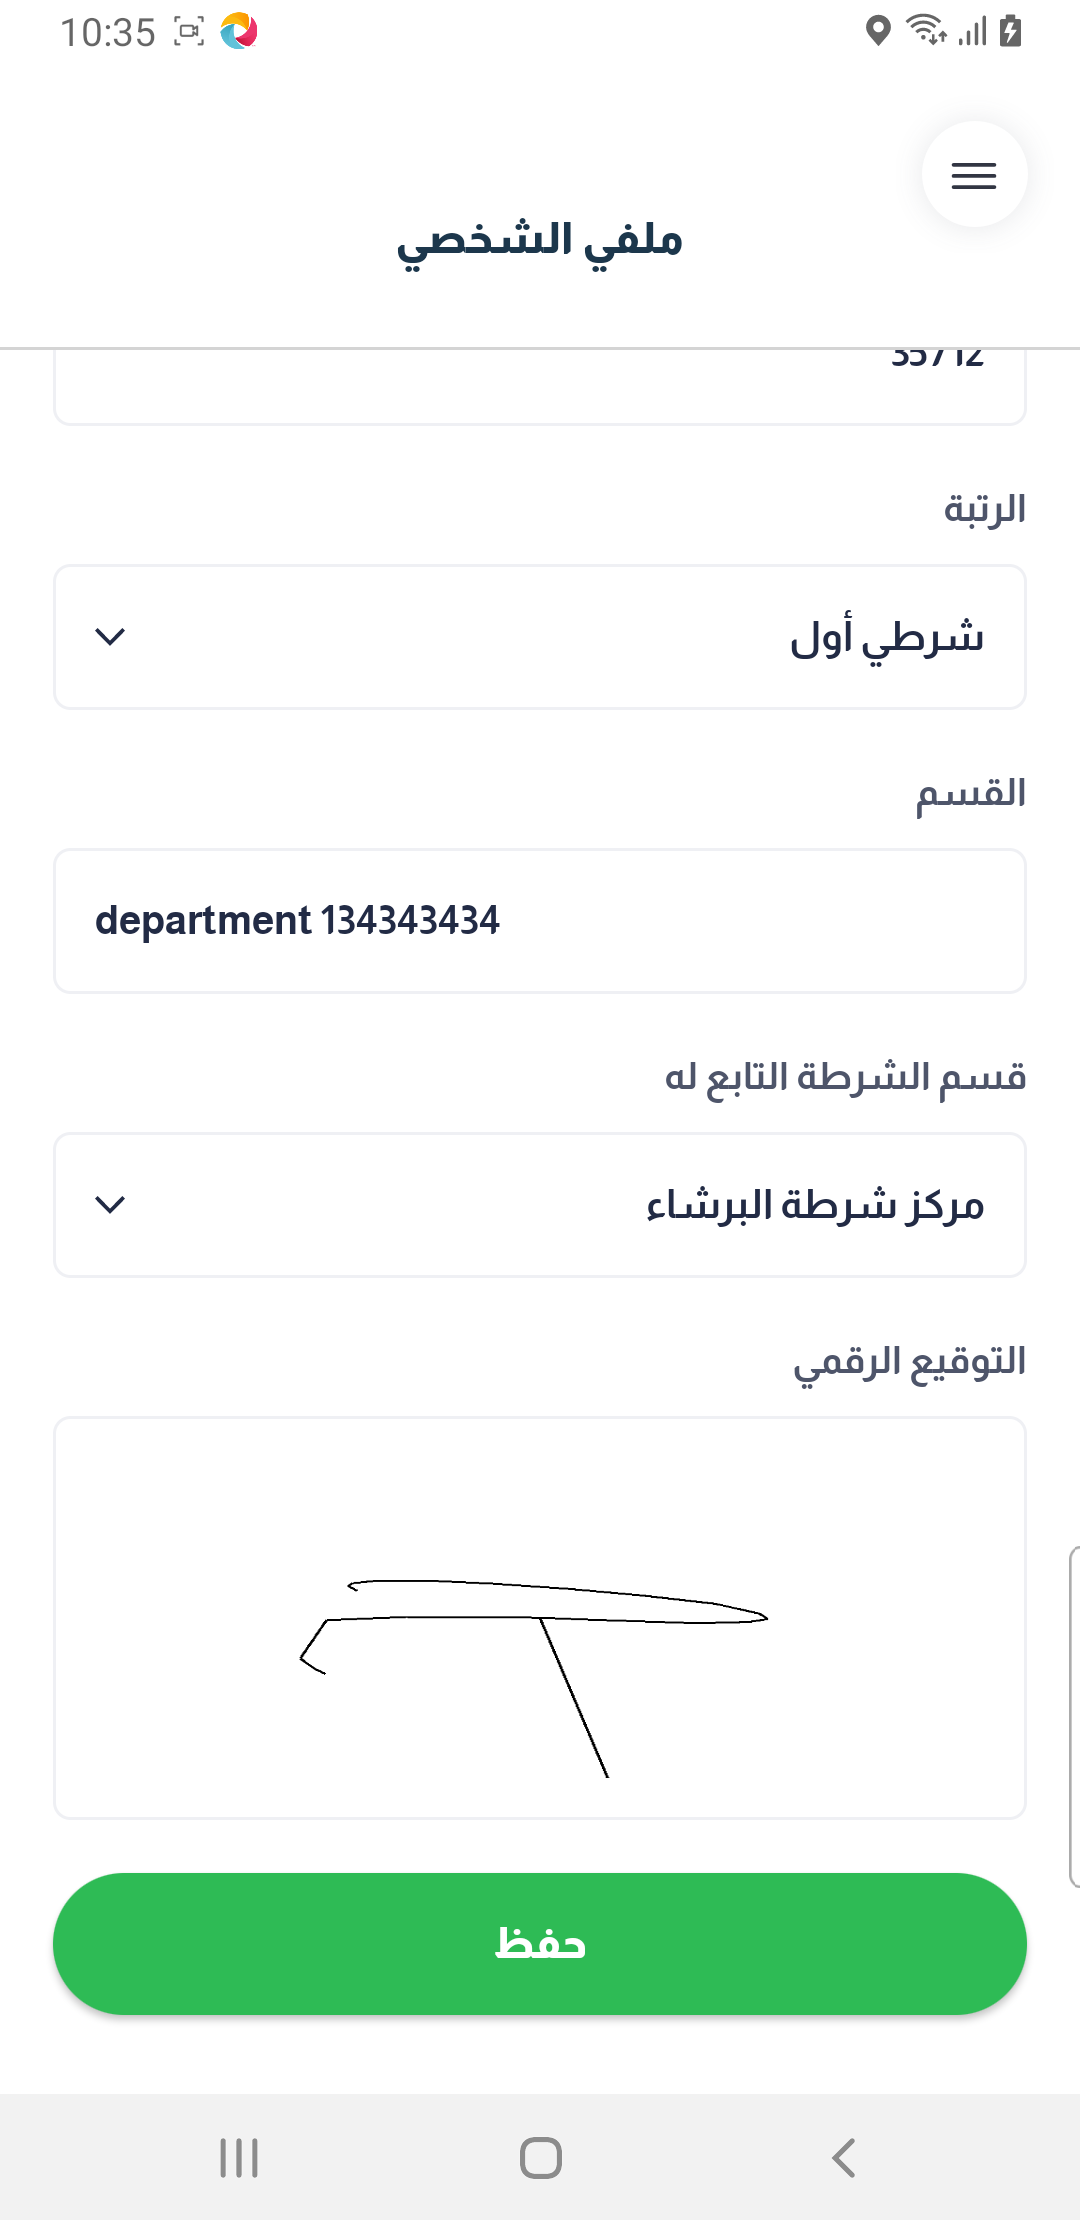 10:35
ملفي الشخصي
35712
الرتبة
شرطي أول
القسم
department 134343434
قسم الشرطة التابع له
مركز شرطة البرشاء
التوقيع الرقمي
حفظ